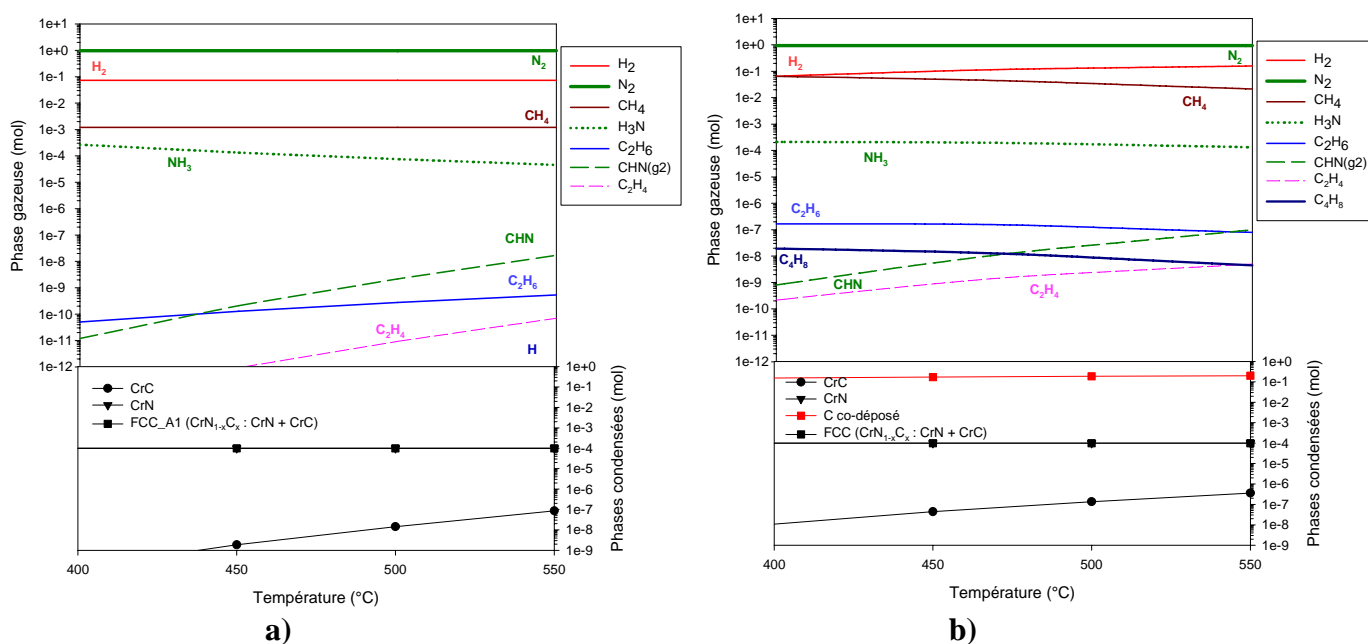 Phase gazeuse (mol)
1e+2
1e+1
1e+0
1e-1
1e-2
1e-3
1e-4
1e-5
1e-6
1e-7
1e-8
1e-9
1e-10
1e-11
1e-12
H2
N2
CH4
NH3
CHN
C2H6
C2H4
H
H2
N2
CH4
H3N
C2H6
CHN(g2)
C2H4
CrC
CrN
FCC_A1 (CrN1-xCx : CrN + CrC)
1e+0
1e-1
1e-2
1e-3
1e-4
1e-5
1e-6
1e-7
1e-8
1e-9
Phases condensées (mol)
400 450 500 550
Température (°C)
a)
Phase gazeuse (mol)
1e+2
1e+1
1e+0
1e-1
1e-2
1e-3
1e-4
1e-5
1e-6
1e-7
1e-8
1e-9
1e-10
1e-11
1e-12
H2
N2
CH4
NH3
C2H6
C4H8
CHN
C2H4
H2
N2
CH4
H3N
C2H6
CHN(g2)
C2H4
C4H8
CrC
CrN
C co-déposé
FCC (CrN1-xCx : CrN + CrC)
1e+0
1e-1
1e-2
1e-3
1e-4
1e-5
1e-6
1e-7
1e-8
1e-9
Phases condensées (mol)
400 450 500 550
Température (°C)
b)